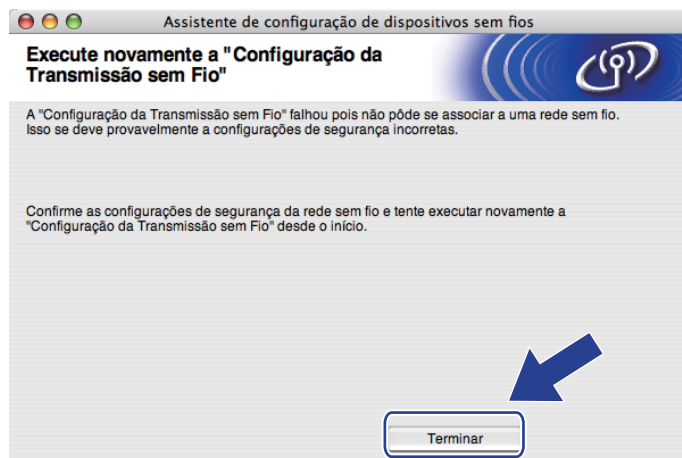 Assistente de configuração de dispositivos sem fios
Execute novamente a "Configuração da
Transmissão sem Fio"
A "Configuração da Transmissão sem Fio" falhou pois não pôde se associar a uma rede sem fio.
Isso se deve provavelmente a configurações de segurança incorretas.
Confirme as configurações de segurança da rede sem fio e tente executar novamente a
"Configuração da Transmissão sem Fio" desde o início.
Terminar